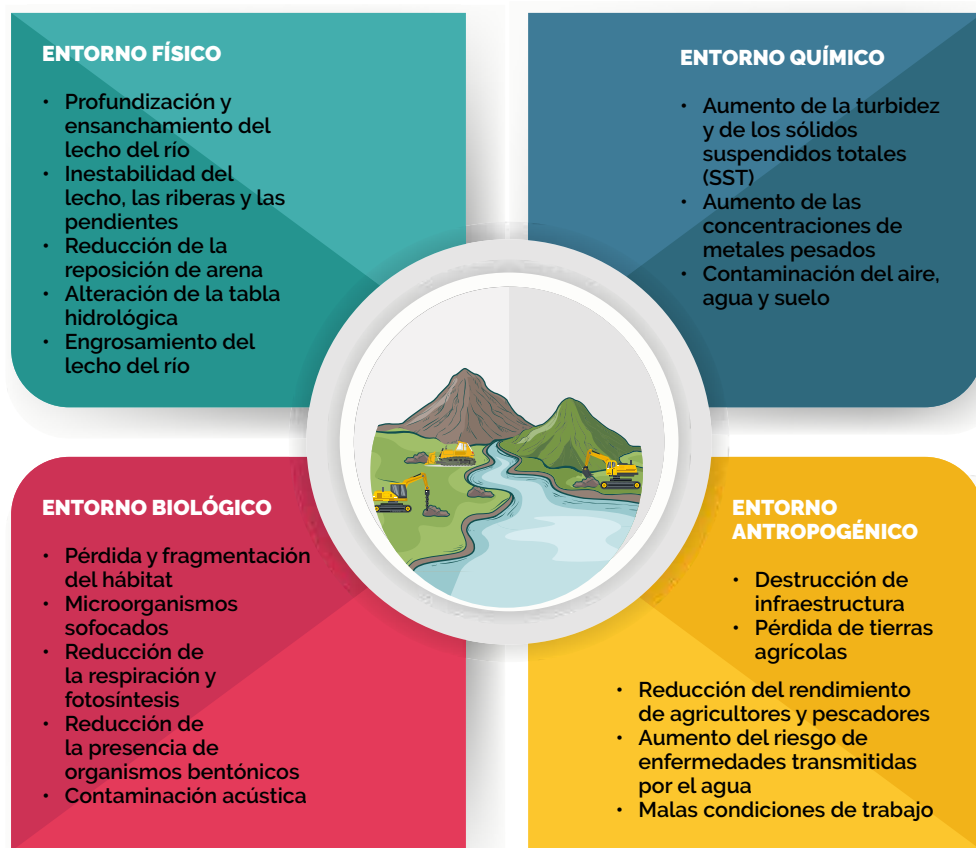 ENTORNO FÍSICO
• Profundización y
ensanchamiento del
lecho del río
• Inestabilidad del
lecho, las riberas y las
pendientes
• Reducción de la
reposición de arena
• Alteración de la tabla
hidrológica
• Engrosamiento del
lecho del río
ENTORNO QUÍMICO
• Aumento de la turbidez
y de los sólidos
suspendidos totales
(SST)
• Aumento de las
concentraciones de
metales pesados
• Contaminación del aire,
agua y suelo
ENTORNO BIOLÓGICO
• Pérdida y fragmentación
del hábitat
• Microorganismos
sofocados
• Reducción de
la respiración y
fotosíntesis
• Reducción de
la presencia de
organismos bentónicos
• Contaminación acústica
ENTORNO
ANTROPOGÉNICO
• Destrucción de
infraestructura
• Pérdida de tierras
agrícolas
• Reducción del rendimiento
de agricultores y pescadores
• Aumento del riesgo de
enfermedades transmitidas
por el agua
• Malas condiciones de trabajo